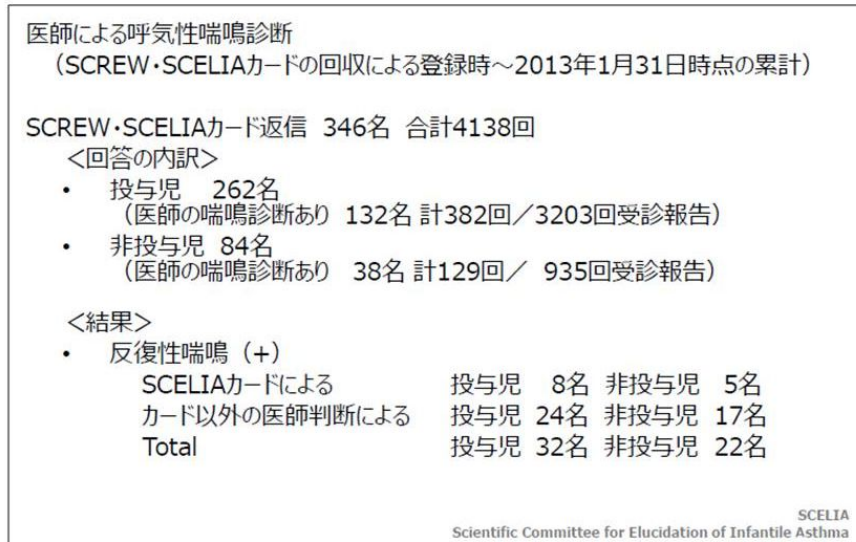 医師による呼気性喘鳴診断
（SCREW・SCELIAカードの回収による登録時～2013年1月31日時点の累計）
SCREW・SCELIAカード返信 346名 合計4138回
＜回答の内訳＞
• 投与児 262名
（医師の喘鳴診断あり 132名 計382回／3203回受診報告）
• 非投与児 84名
（医師の喘鳴診断あり 38名 計129回／ 935回受診報告）
＜結果＞
• 反復性喘鳴（+）
SCELIAカードによる 投与児 8名 非投与児 5名
カード以外の医師判断による 投与児 24名 非投与児 17名
Total 投与児 32名 非投与児 22名
SCELIA
Scientific Committee for Elucidation of Infantile Asthma